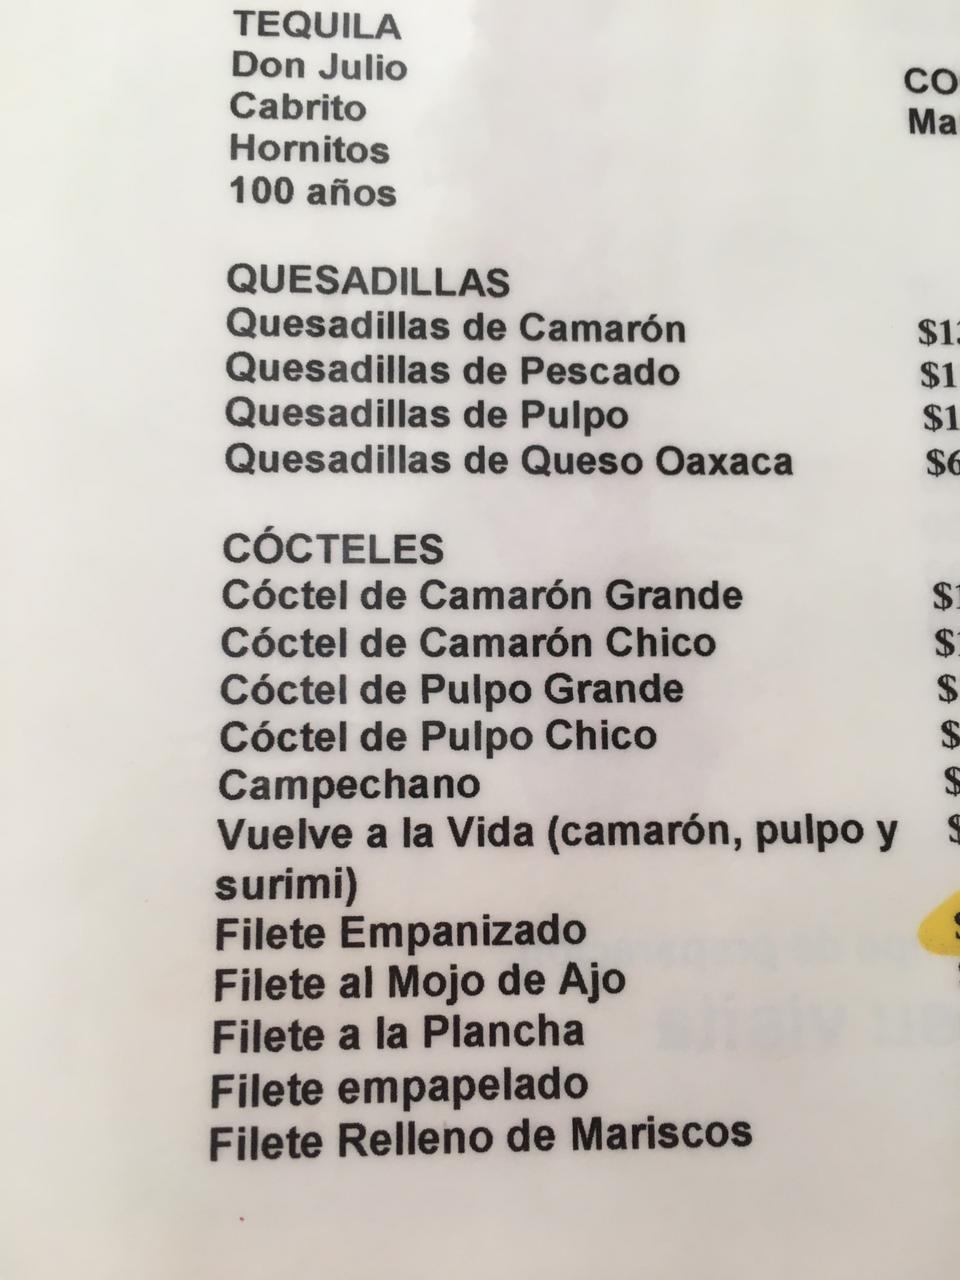 TEQUILA
Don Julio
Cabrito
Hornitos
100 años
QUESADILLAS
Quesadillas de Camarón
Quesadillas de Pescado
Quesadillas de Pulpo
Quesadillas de Queso Oaxaca
CÓCTELES
Cóctel de Camarón Grande
Cóctel de Camarón Chico
Cóctel de Pulpo Grande
Cóctel de Pulpo Chico
Campechano
Vuelve a la Vida (camarón, pulpo y
surimi)
Filete Empanizado
Filete al Mojo de Ajo
Filete a la Plancha
Filete empapelado
Filete Relleno de Mariscos